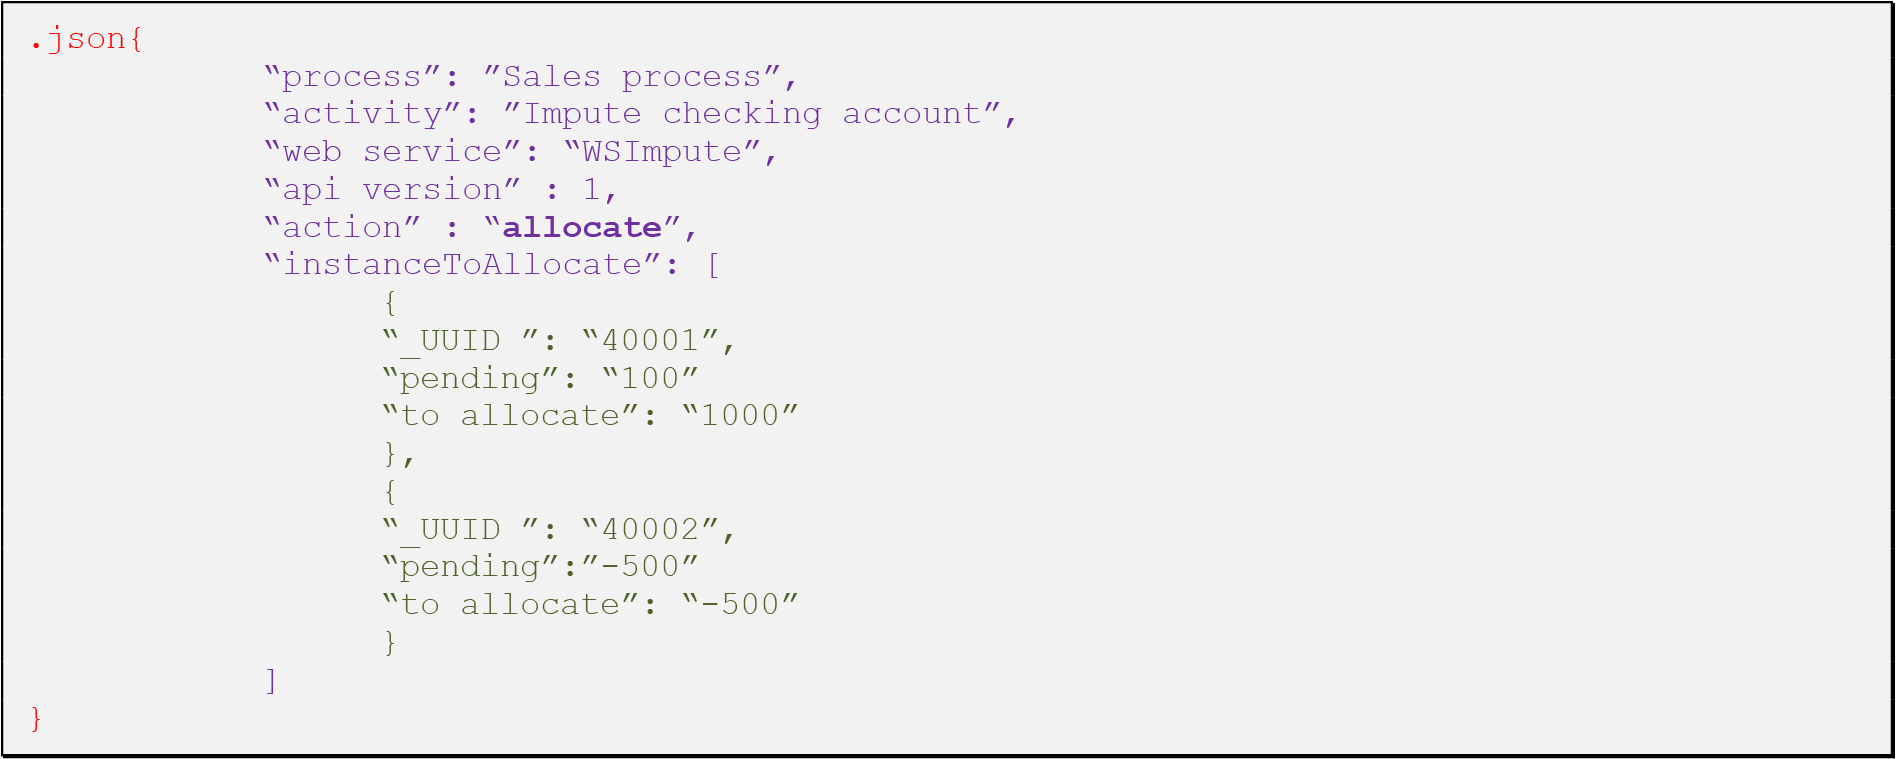 .json{
“process”: ”Sales process”,
“activity”: ”Impute checking account”,
“web service”: “WSImpute”,
“api version” : 1,
“action” : “allocate”,
“instanceToAllocate”: [
{
“_UUID ”: “40001”,
“pending”: “100”
“to allocate”: “1000”
},
{
“_UUID ”: “40002”,
“pending”:”-500”
“to allocate”: “-500”
}
]
}